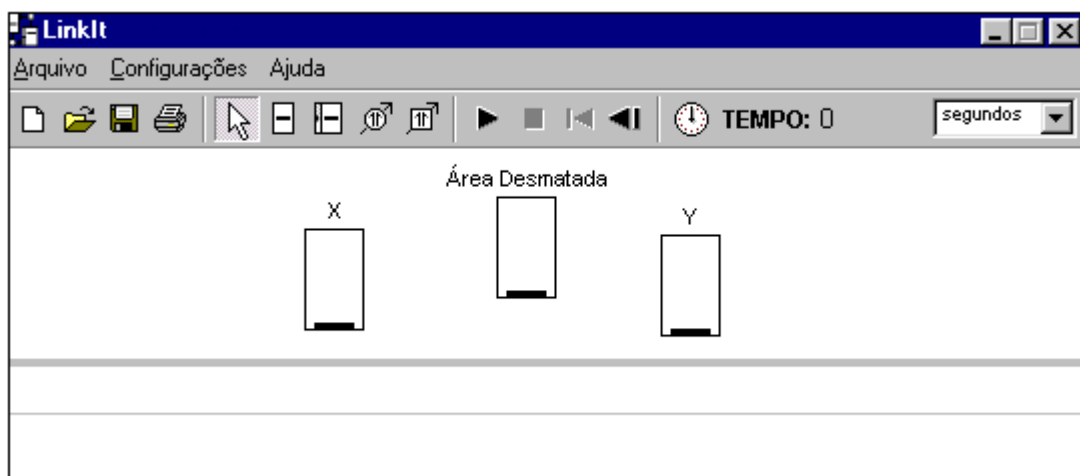 LinkIt
Arquivo Configurações Ajuda
TEMPO: 0 segundos
Área Desmatada
X
Y